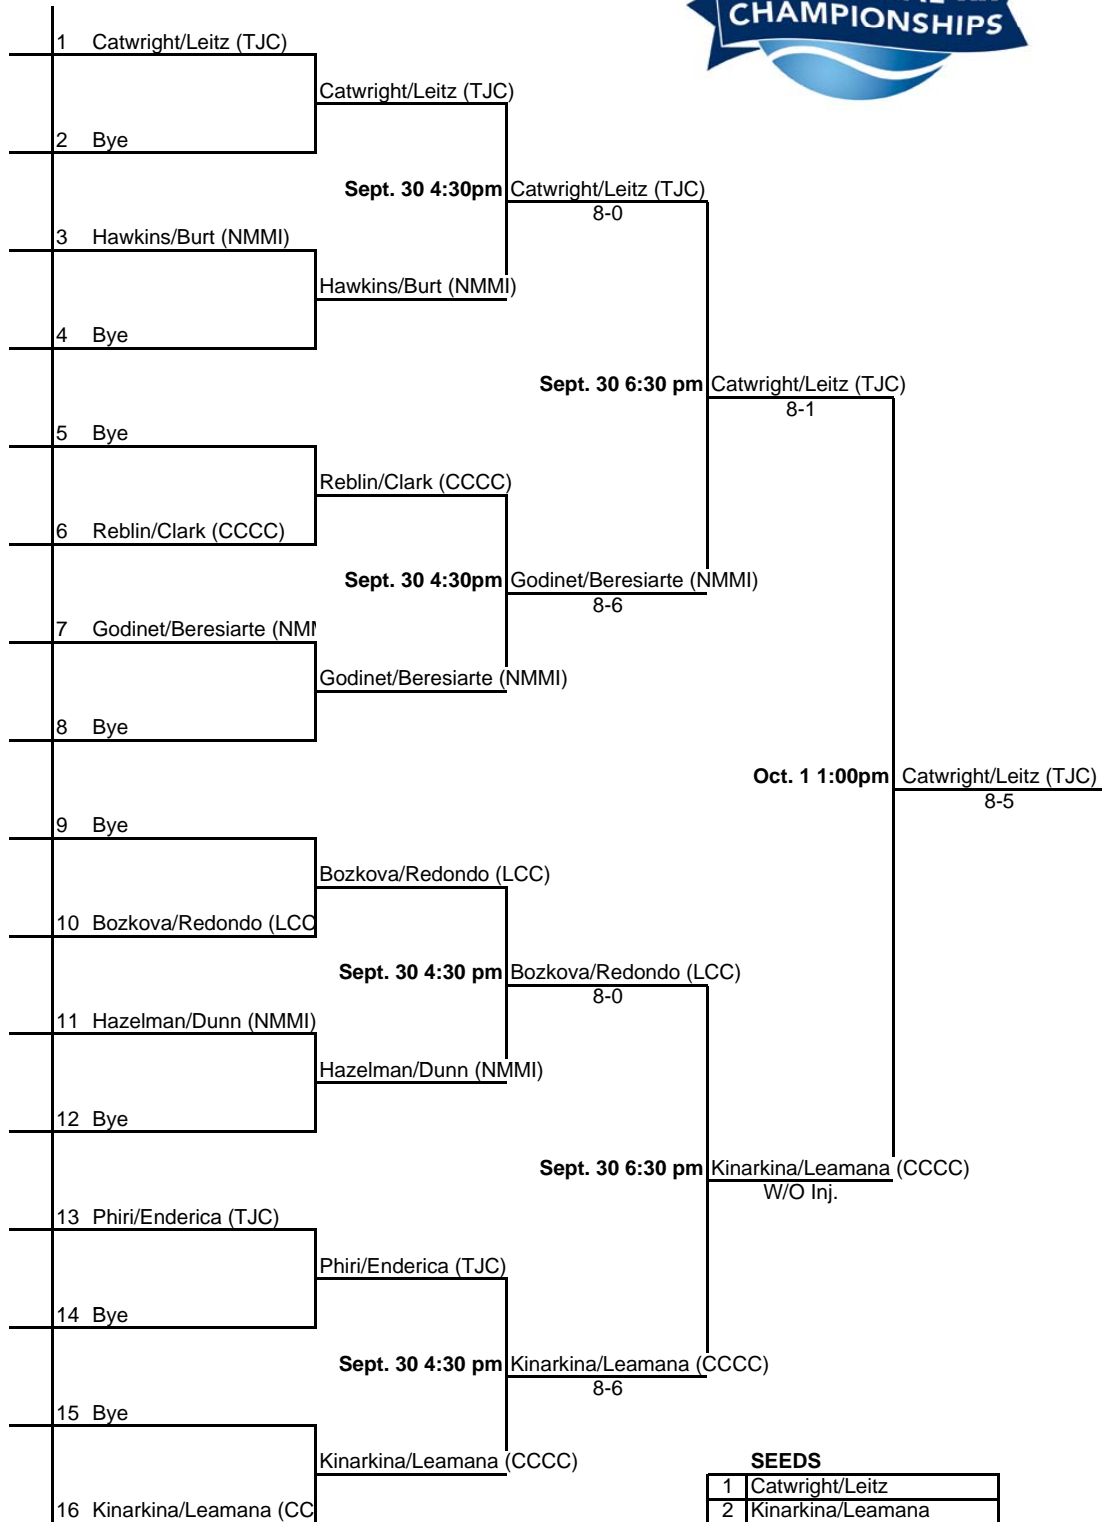 CHAMPIONSHIPS
1 Catwright/Leitz (TJC)
Catwright/Leitz (TJC)
2 Bye
Sept. 30 4:30pm Catwright/Leitz (TJC)
8-0
3 Hawkins/Burt (NMMI)
Hawkins/Burt (NMMI)
4 Bye
Sept. 30 6:30 pm Catwright/Leitz (TJC)
8-1
5 Bye
Reblin/Clark (CCCC)
6 Reblin/Clark (CCCC)
Sept. 30 4:30pm Godinet/Beresiarte (NMMI)
8-6
7 Godinet/Beresiarte (NM
Godinet/Beresiarte (NMMI)
8 Bye
Oct. 1 1:00pm Catwright/Leitz (TJC)
8-5
9 Bye
Bozkova/Redondo (LCC)
10 Bozkova/Redondo (LCC
Sept. 30 4:30 pm Bozkova/Redondo (LCC)
8-0
11 Hazelman/Dunn (NMMI)
Hazelman/Dunn (NMMI)
12 Bye
Sept. 30 6:30 pm Kinarkina/Leamana (CCCC)
W/O Inj.
13 Phiri/Enderica (TJC)
Phiri/Enderica (TJC)
14 Bye
Sept. 30 4:30 pm Kinarkina/Leamana (CCCC)
8-6
15 Bye
Kinarkina/Leamana (CCCC)
SEEDS
1 Catwright/Leitz
16 Kinarkina/Leamana (CC
2 Kinarkina/Leamana